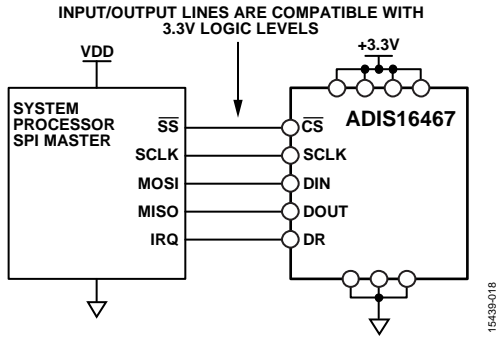 INPUT/OUTPUT LINES ARE COMPATIBLE WITH
3.3V LOGIC LEVELS
VDD
+3.3V
SYSTEM
PROCESSOR
SPI MASTER
ADIS16467
SS
CS
SCLK
SCLK
MOSI
DIN
MISO
DOUT
IRQ
DR
15439-018